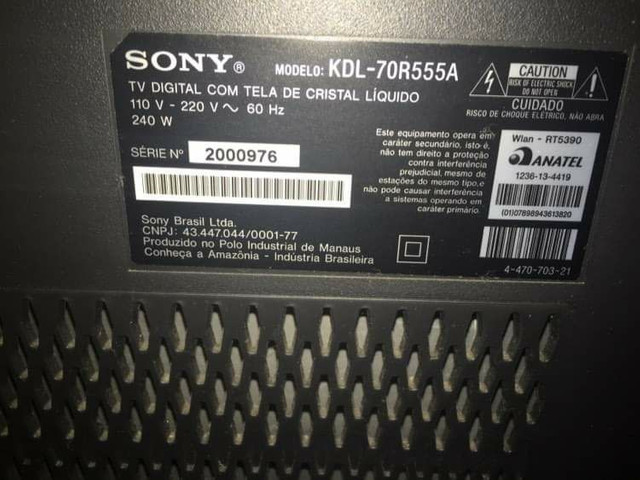 SONY®
MODELO: KDL-70R555A
TV DIGITAL COM TELA DE CRISTAL LÍQUIDO
110 V - 220 V ~ 60 Hz
240 W
SÉRIE Nº 2000976
Sony Brasil Ltda.
CNPJ: 43.447.044/0001-77
Produzido no Polo Industrial de Manaus
Conheça a Amazônia - Indústria Brasileira
Este equipamento opera em
caráter secundário, isto é,
não tem direito a proteção
contra interferência
prejudicial, mesmo de
estações do mesmo tipo, e
não pode causar interferência
a sistemas operando em
caráter primário.
CAUTION
RISK OF ELECTRIC SHOCK
DO NOT OPEN
CUIDADO
RISCO DE CHOQUE ELÉTRICO, NÃO ABRA
Wlan - RT5390
ANATEL
1236-13-4419
(01)07898943613820
4-470-703-21